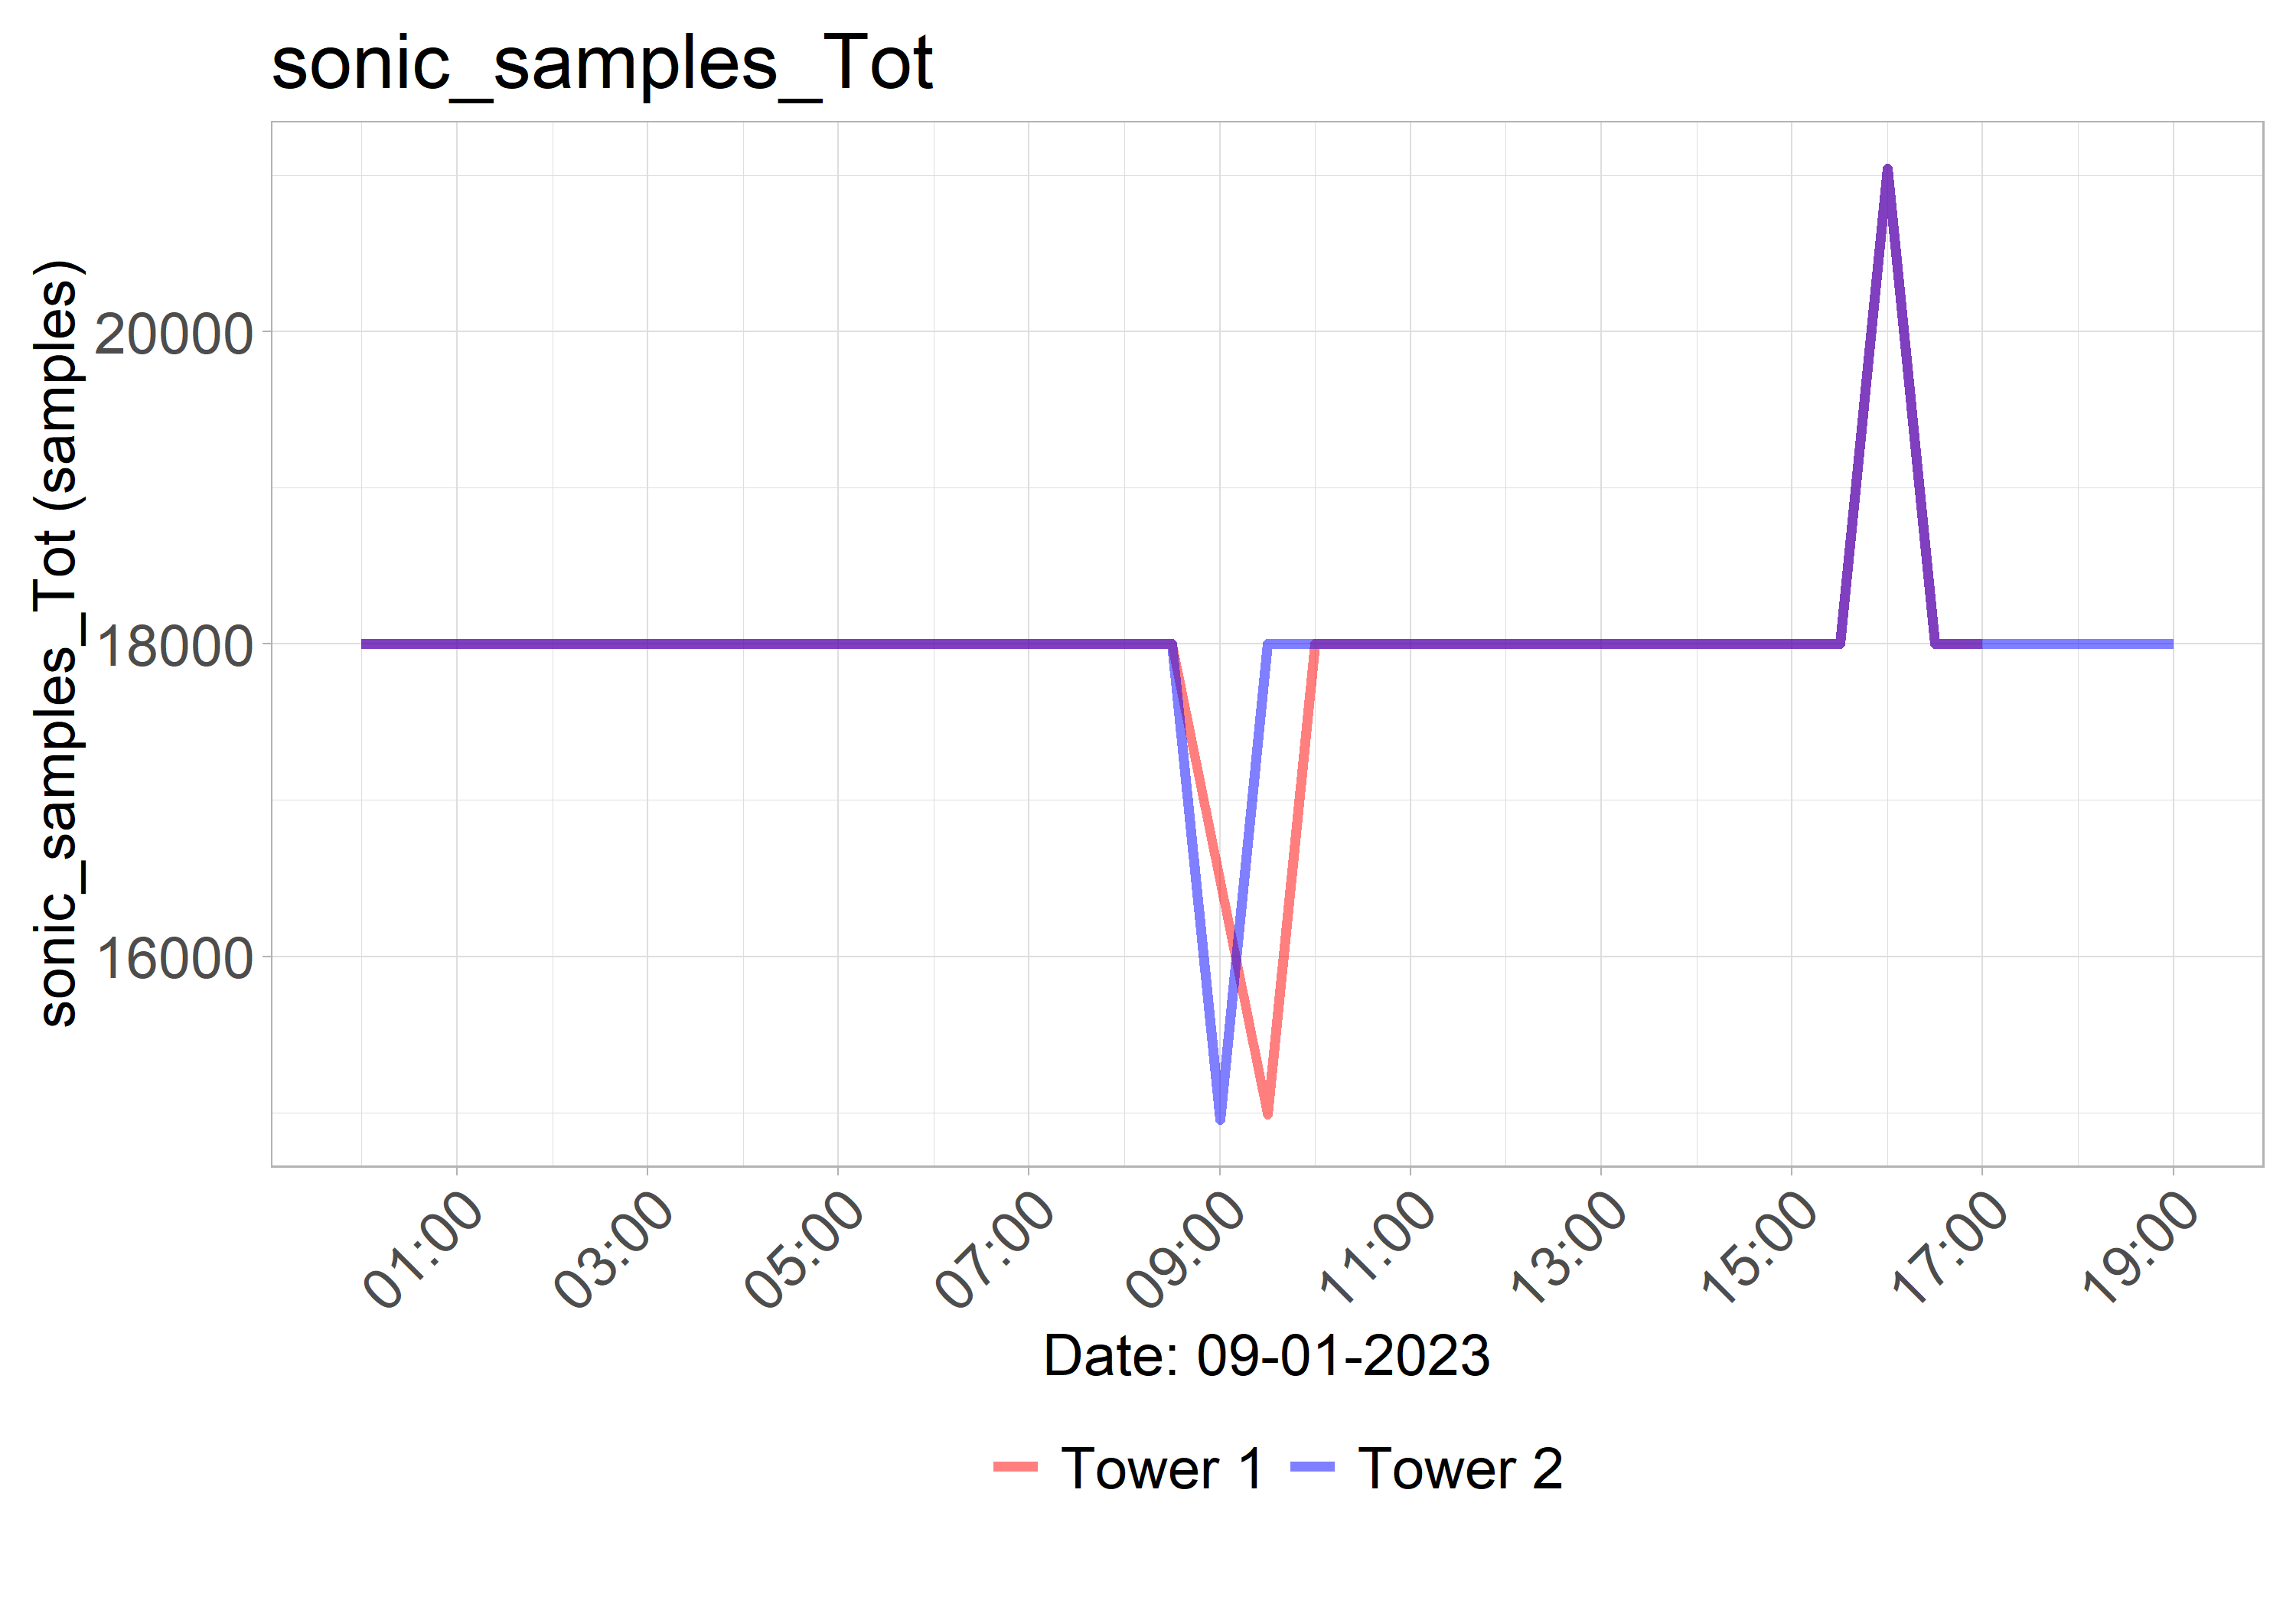 sonic_samples_Tot
sonic_samples_Tot (samples)
20000
18000
16000
01:00 03:00 05:00 07:00 09:00 11:00 13:00 15:00 17:00 19:00
Date: 09-01-2023
Tower 1 Tower 2